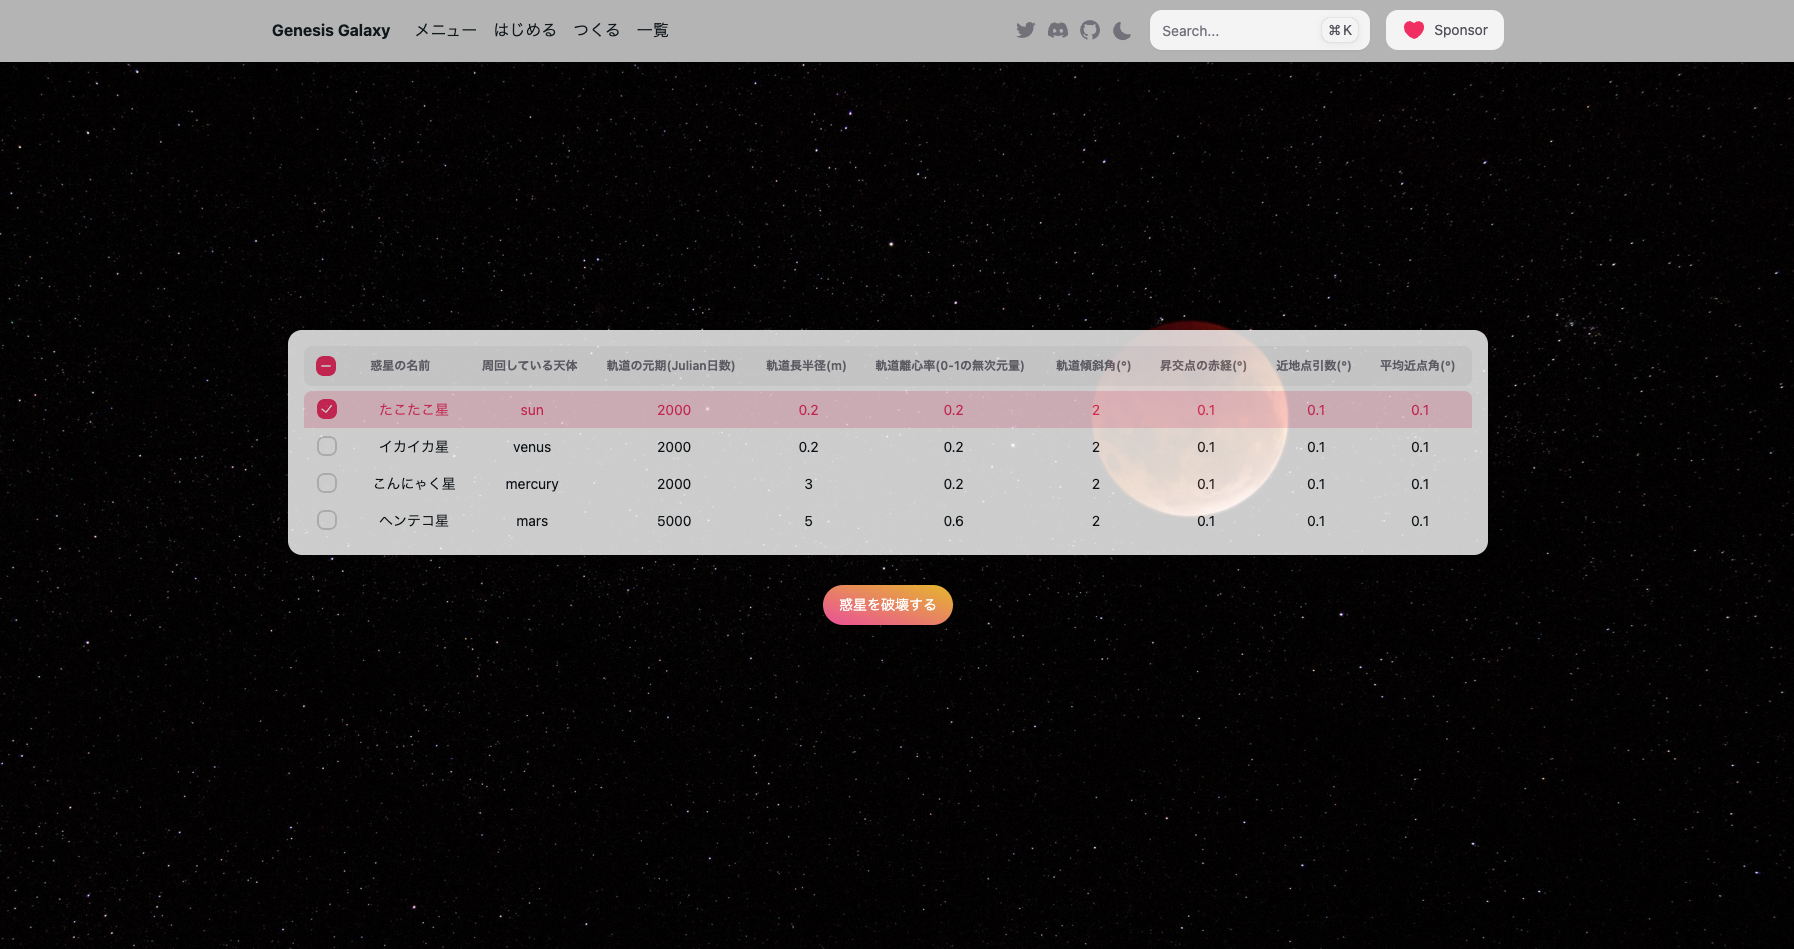 Genesis Galaxy メニュー はじめる つくる 一覧 Search... ⌘K Sponsor
惑星の名前 周回している天体 軌道の元期(Julian日数) 軌道長半径(m) 軌道離心率(0-1の無次元量) 軌道傾斜角(°) 昇交点の赤経(°) 近地点引数(°) 平均近点角(°)
たこたこ星 sun 2000 0.2 0.2 2 0.1 0.1 0.1
イカイカ星 venus 2000 0.2 0.2 2 0.1 0.1 0.1
こんにゃく星 mercury 2000 3 0.2 2 0.1 0.1 0.1
ヘンテコ星 mars 5000 5 0.6 2 0.1 0.1 0.1
惑星を破壊する